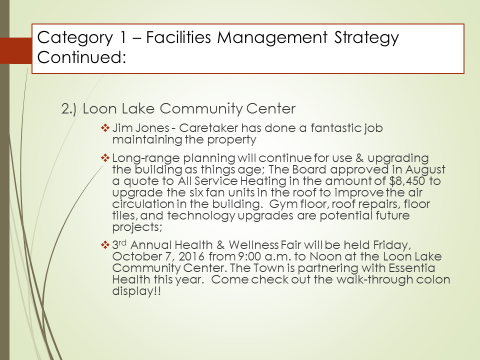 Category 1 – Facilities Management Strategy
Continued:
2.) Loon Lake Community Center
Jim Jones - Caretaker has done a fantastic job
maintaining the property
Long-range planning will continue for use & upgrading
the building as things age; The Board approved in August
a quote to All Service Heating in the amount of $8,450 to
upgrade the six fan units in the roof to improve the air
circulation in the building.  Gym floor, roof repairs, floor
tiles, and technology upgrades are potential future
projects;
3rd Annual Health & Wellness Fair will be held Friday,
October 7, 2016 from 9:00 a.m. to Noon at the Loon Lake
Community Center. The Town is partnering with Essentia
Health this year.  Come check out the walk-through colon
display!!